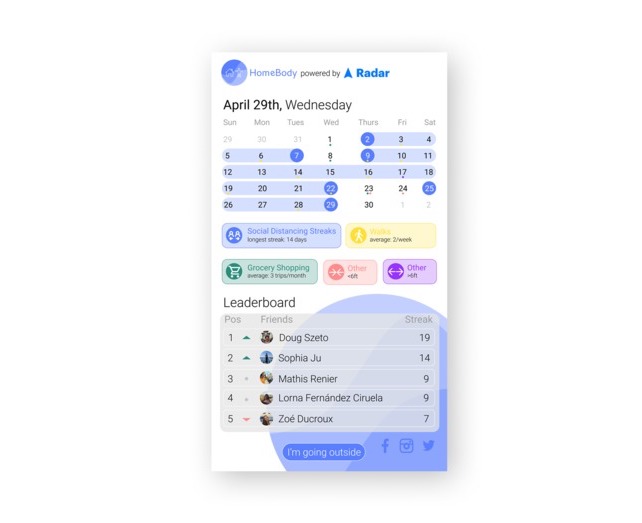 HomeBody powered by Radar
April 29th, Wednesday
Sun Mon Tues Wed Thurs Fri Sat
29 30 31 1 2 3 4
5 6 7 8 9 10 11
12 13 14 15 16 17 18
19 20 21 22 23 24 25
26 27 28 29 30 1 2
Social Distancing Streaks
longest streak: 14 days
Walks
average: 2/week
Grocery Shopping
average: 3 trips/month
Other
<6ft
Other
>6ft
Leaderboard
Pos Friends Streak
1 Doug Szeto 19
2 Sophia Ju 14
3 Mathis Renier 9
4 Lorna Fernández Ciruela 9
5 Zoé Ducroux 7
I'm going outside